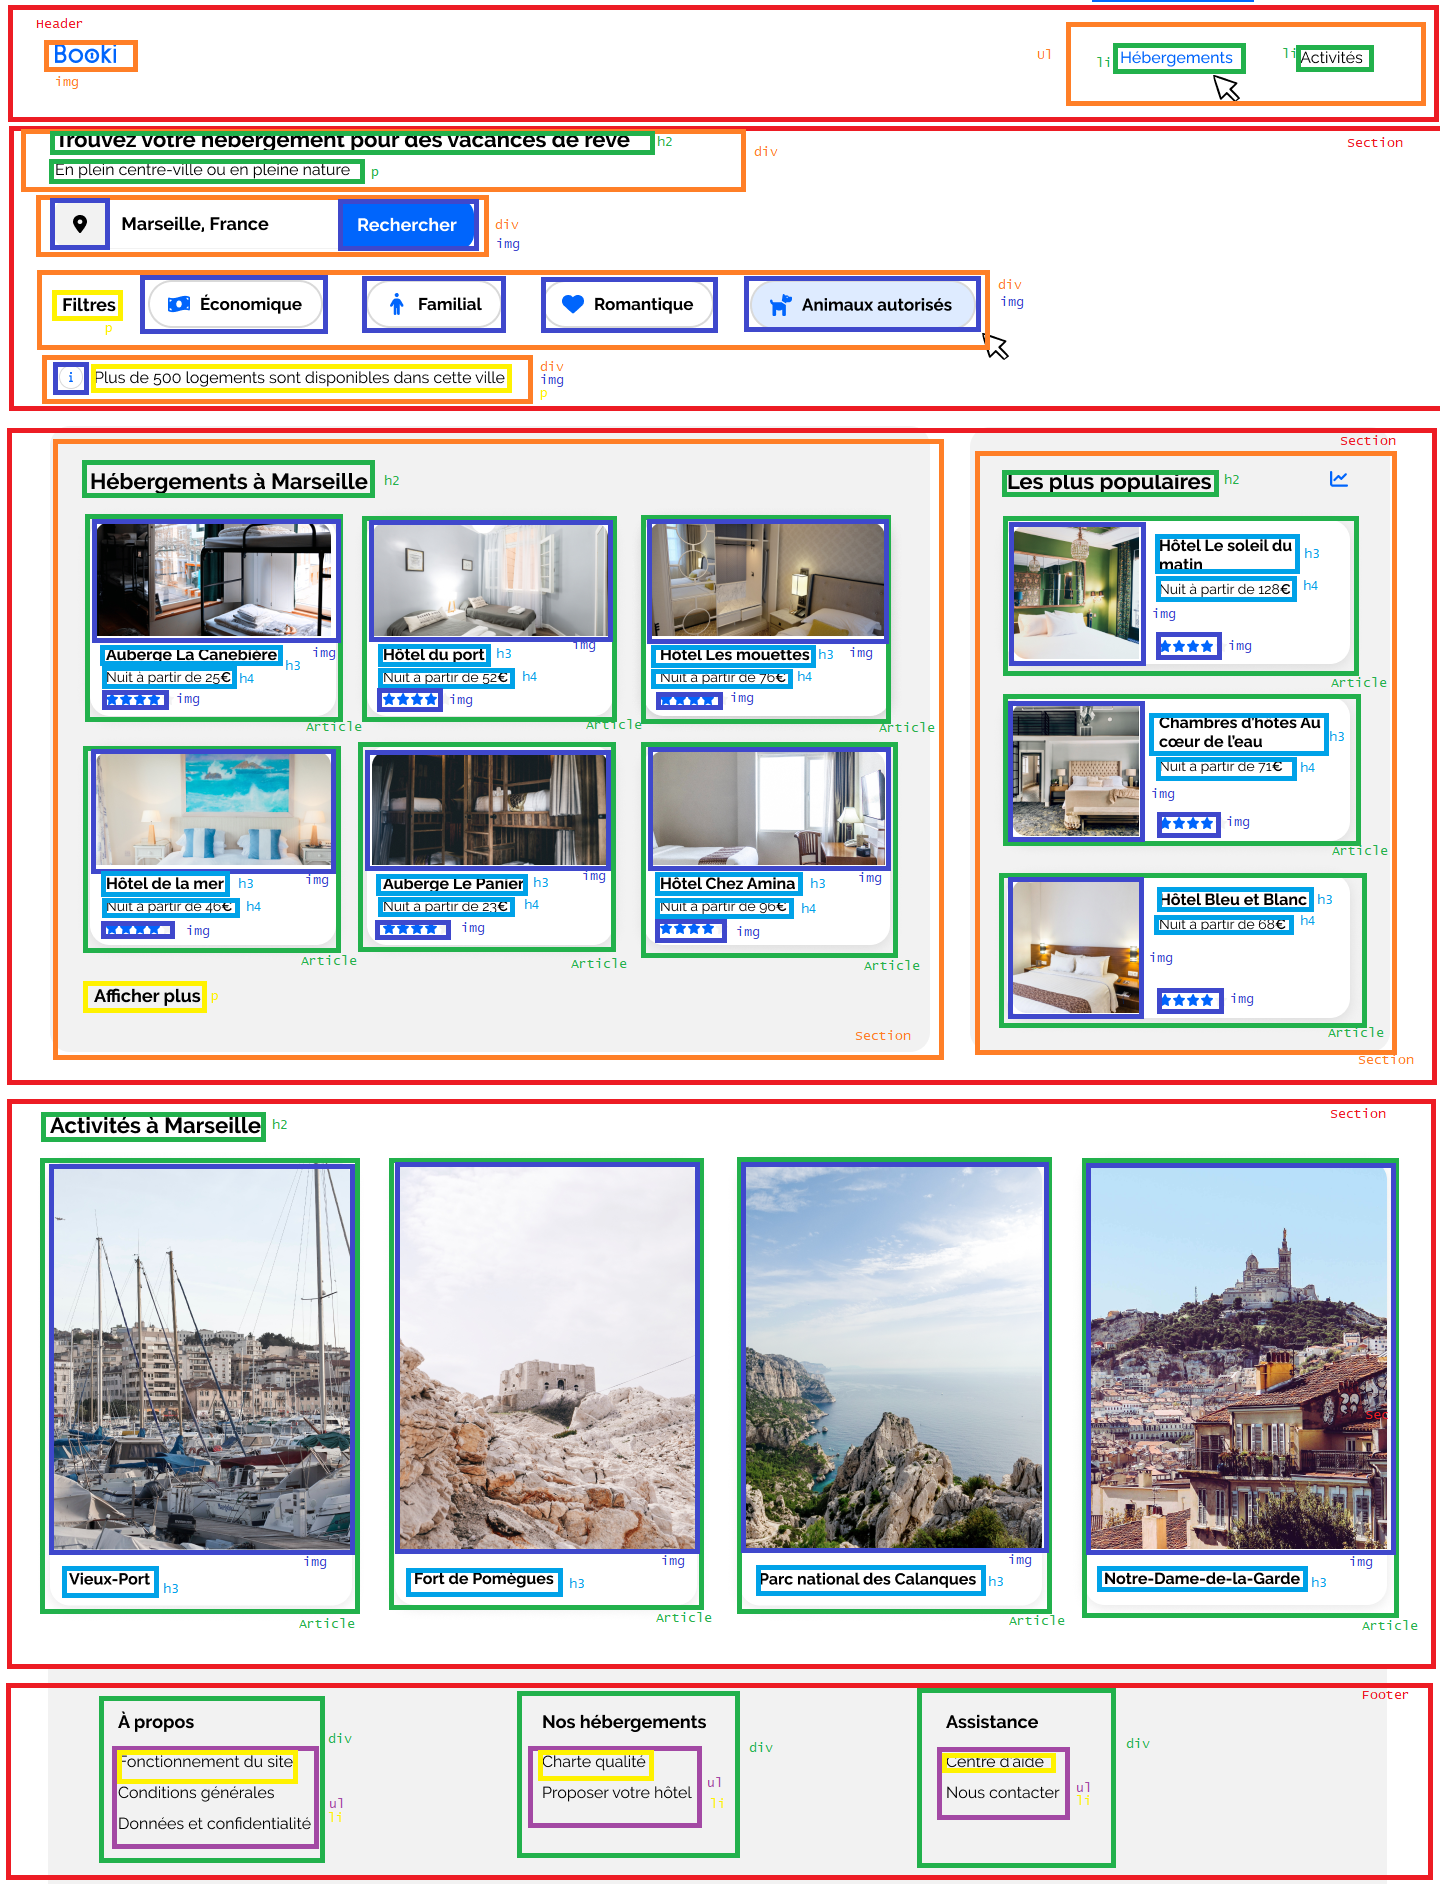 Header
Booki
img
Ul
li
Hébergements
li
Activités
Section
Trouvez votre hébergement pour des vacances de rêve
h2
div
En plein centre-ville ou en pleine nature
p
Marseille, France
Rechercher
div
img
Filtres
p
Économique
Familial
Romantique
Animaux autorisés
div
img
i
Plus de 500 logements sont disponibles dans cette ville
div
img
p
Section
Hébergements à Marseille
h2
Auberge La Canebière
h3
img
Nuit à partir de 25€
h4
img
Article
Hôtel du port
h3
img
Nuit à partir de 52€
h4
img
Article
Hôtel Les mouettes
h3
img
Nuit à partir de 76€
h4
img
Article
Hôtel de la mer
h3
img
Nuit à partir de 46€
h4
img
Article
Auberge Le Panier
h3
img
Nuit à partir de 23€
h4
img
Article
Hôtel Chez Amina
h3
img
Nuit à partir de 96€
h4
img
Article
Afficher plus
p
Section
Les plus populaires
h2
Hôtel Le soleil du
matin
h3
Nuit à partir de 128€
h4
img
img
Article
Chambres d'hôtes Au
cœur de l'eau
h3
Nuit à partir de 71€
h4
img
img
Article
Hôtel Bleu et Blanc
h3
Nuit à partir de 68€
h4
img
img
Article
Section
Section
Activités à Marseille
h2
img
Vieux-Port
h3
Article
img
Fort de Pomègues
h3
Article
img
Parc national des Calanques
h3
Article
Sec
img
Notre-Dame-de-la-Garde
h3
Article
Footer
À propos
div
Fonctionnement du site
Conditions générales
Données et confidentialité
ul
li
Nos hébergements
div
Charte qualité
Proposer votre hôtel
ul
li
Assistance
div
Centre d'aide
Nous contacter
ul
li